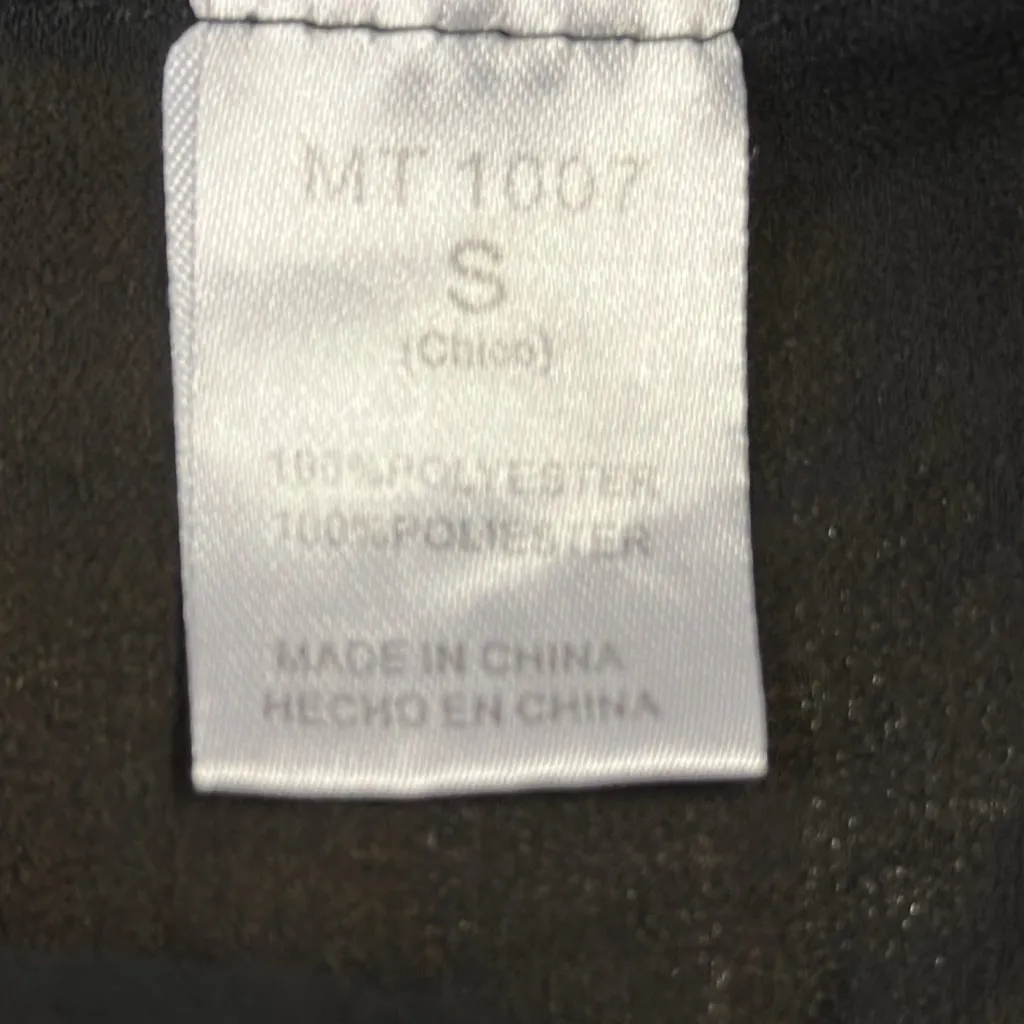 MT 1007
S
(Chico)
100%POLYESTER
100%POLIESTER
MADE IN CHINA
HECHO EN CHINA